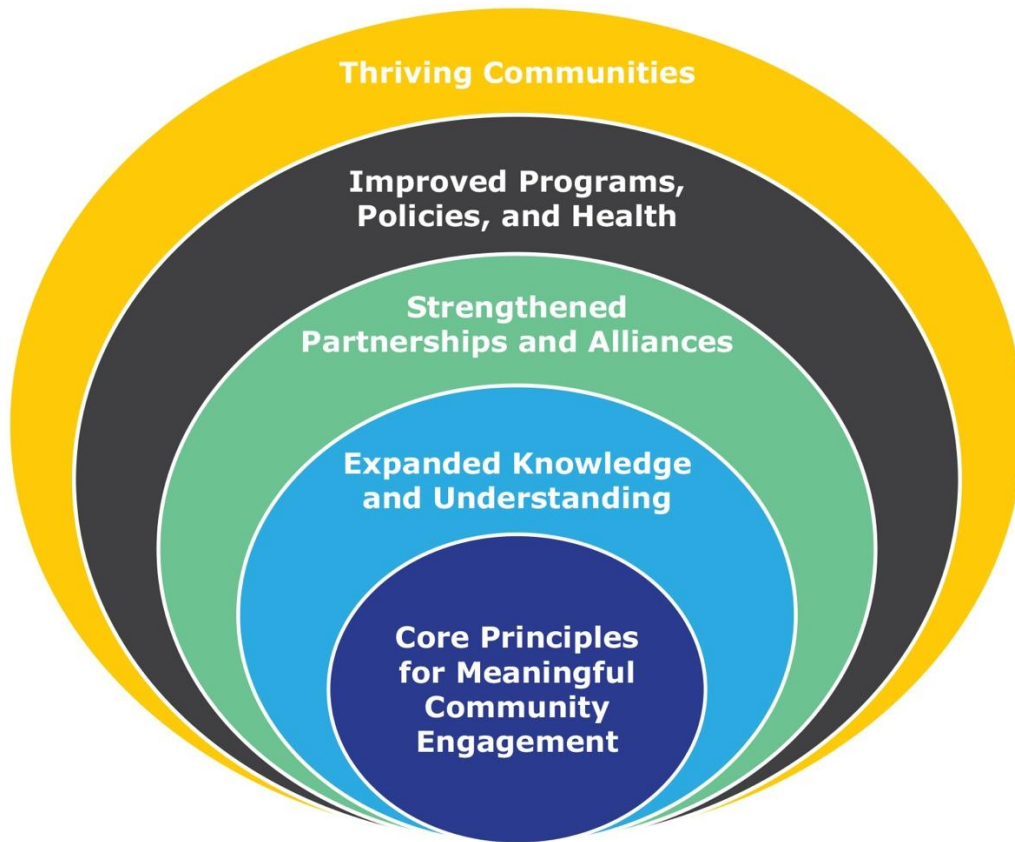 Thriving Communities
Improved Programs,
Policies, and Health
Strengthened
Partnerships and Alliances
Expanded Knowledge
and Understanding
Core Principles
for Meaningful
Community
Engagement